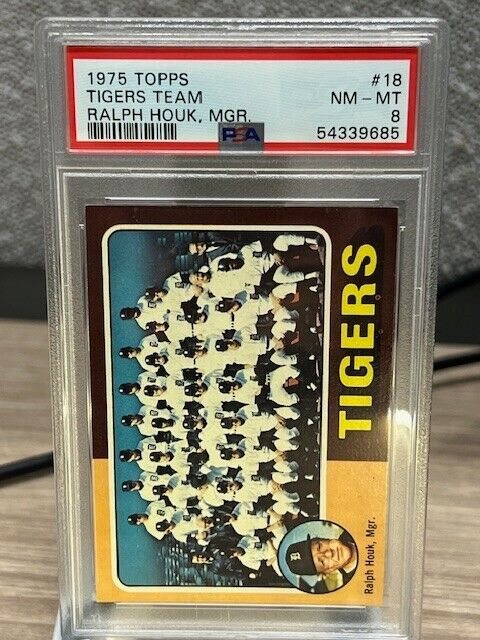 1975 TOPPS #18
TIGERS TEAM NM - MT
RALPH HOUK, MGR. 8
PSA 54339685
TIGERS
Ralph Houk, Mgr.